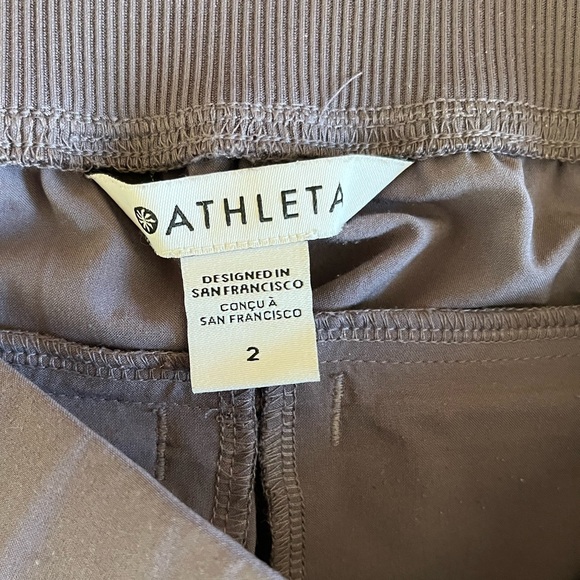 ATHLETA
DESIGNED IN
SAN FRANCISCO
CONÇU À
SAN FRANCISCO
2